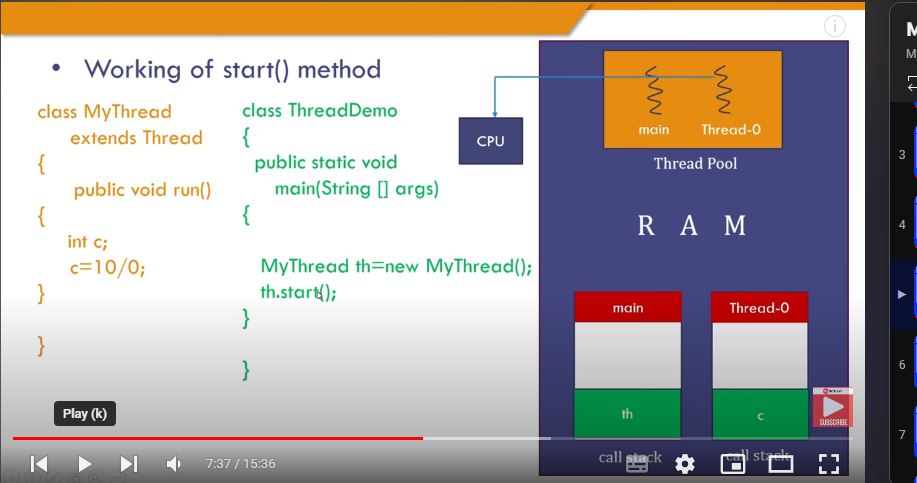 • Working of start() method
class MyThread
extends Thread
{
public void run()
{
int c;
c=10/0;
}
}
class ThreadDemo
{
public static void
main(String [] args)
{
MyThread th=new MyThread();
th.start();
}
}
CPU
main Thread-0
Thread Pool
R A M
main Thread-0
th c
call stack call stack
SUBSCRIBE
Play (k)
7:37 / 15:36
M
M
3
4
6
7